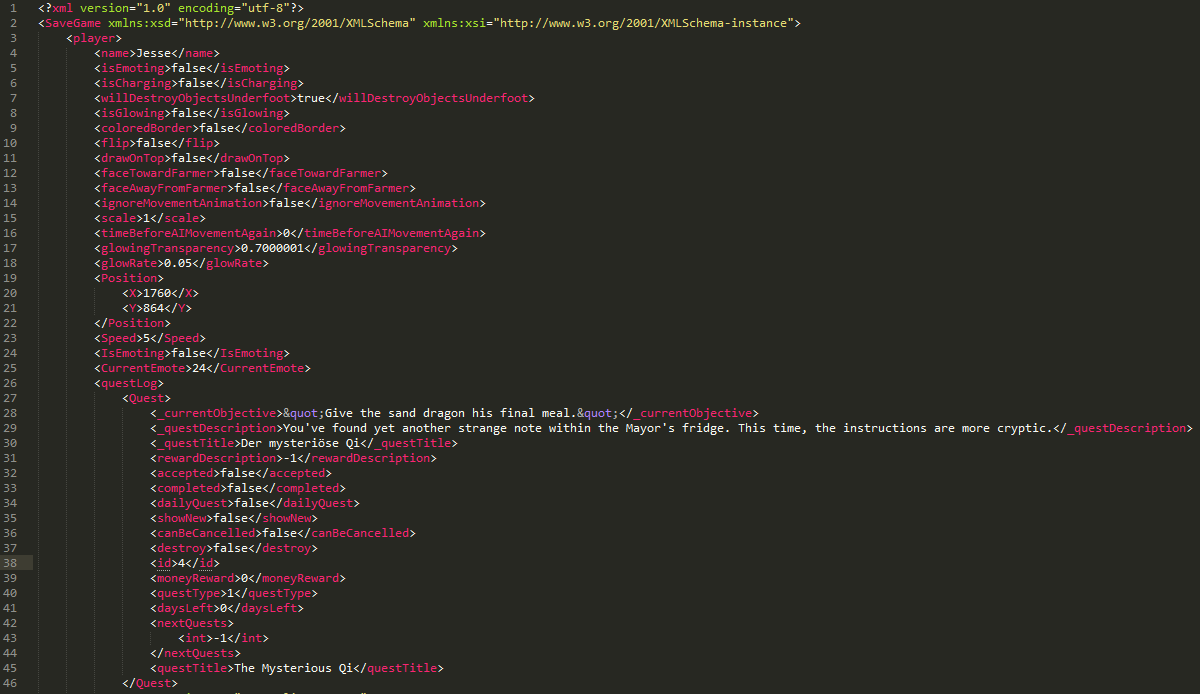 1 <?xml version="1.0" encoding="utf-8"?>
2 <SaveGame xmlns:xsd="http://www.w3.org/2001/XMLSchema" xmlns:xsi="http://www.w3.org/2001/XMLSchema-instance">
3 <player>
4 <name>Jesse</name>
5 <isEmoting>false</isEmoting>
6 <isCharging>false</isCharging>
7 <willDestroyObjectsUnderfoot>true</willDestroyObjectsUnderfoot>
8 <isGlowing>false</isGlowing>
9 <coloredBorder>false</coloredBorder>
10 <flip>false</flip>
11 <drawOnTop>false</drawOnTop>
12 <faceTowardFarmer>false</faceTowardFarmer>
13 <faceAwayFromFarmer>false</faceAwayFromFarmer>
14 <ignoreMovementAnimation>false</ignoreMovementAnimation>
15 <scale>1</scale>
16 <timeBeforeAIMovementAgain>0</timeBeforeAIMovementAgain>
17 <glowingTransparency>0.7000001</glowingTransparency>
18 <glowRate>0.05</glowRate>
19 <Position>
20 <X>1760</X>
21 <Y>864</Y>
22 </Position>
23 <Speed>5</Speed>
24 <IsEmoting>false</IsEmoting>
25 <CurrentEmote>24</CurrentEmote>
26 <questLog>
27 <Quest>
28 <_currentObjective>&quot;Give the sand dragon his final meal.&quot;</_currentObjective>
29 <_questDescription>You've found yet another strange note within the Mayor's fridge. This time, the instructions are more cryptic.</_questDescription>
30 <_questTitle>Der mysteriöse Qi</_questTitle>
31 <rewardDescription>-1</rewardDescription>
32 <accepted>false</accepted>
33 <completed>false</completed>
34 <dailyQuest>false</dailyQuest>
35 <showNew>false</showNew>
36 <canBeCancelled>false</canBeCancelled>
37 <destroy>false</destroy>
38 <id>4</id>
39 <moneyReward>0</moneyReward>
40 <questType>1</questType>
41 <daysLeft>0</daysLeft>
42 <nextQuests>
43 <int>-1</int>
44 </nextQuests>
45 <questTitle>The Mysterious Qi</questTitle>
46 </Quest>